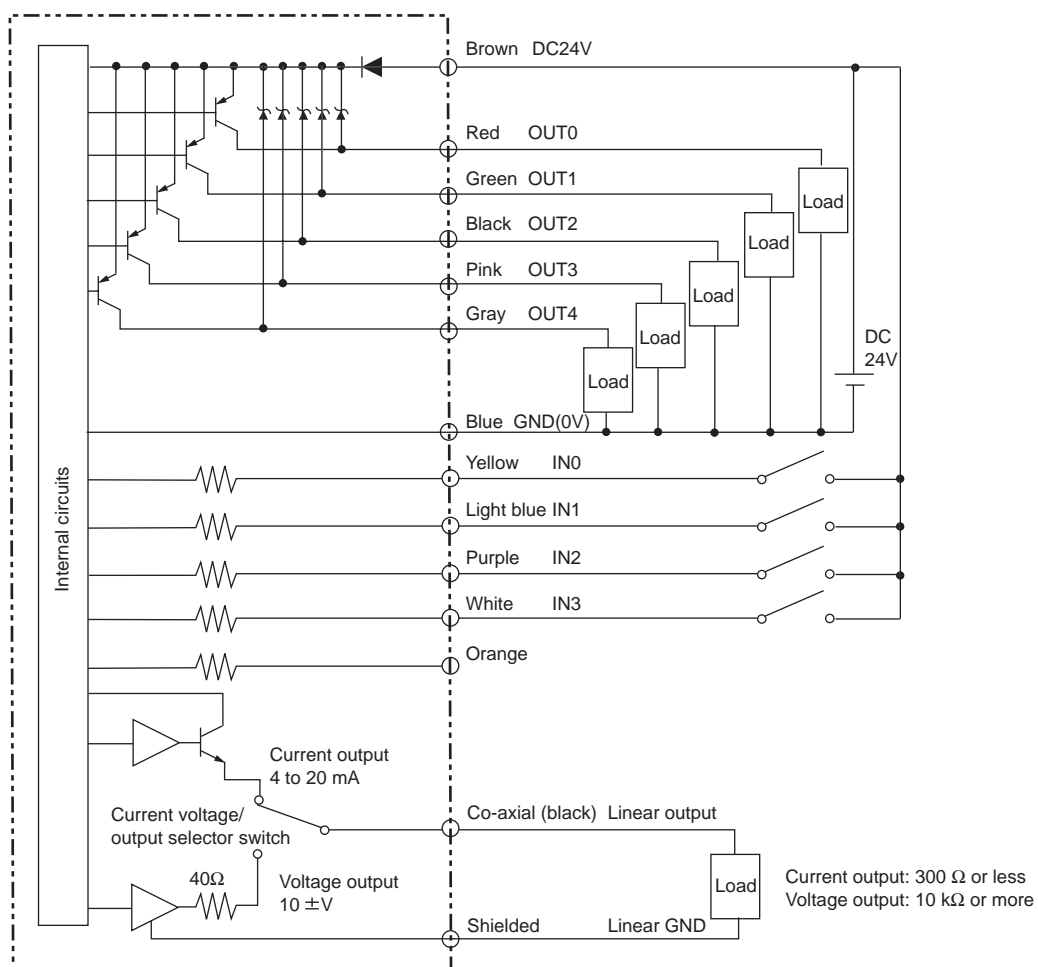 Brown DC24V
Red OUT0
Green OUT1
Black OUT2
Pink OUT3
Gray OUT4
Load
Load
Load
Load
Load
DC
24V
Blue GND(0V)
Internal circuits
Yellow IN0
Light blue IN1
Purple IN2
White IN3
Orange
Current output
4 to 20 mA
Current voltage/
output selector switch
Co-axial (black) Linear output
40Ω
Voltage output
10 ±V
Load
Current output: 300 Ω or less
Voltage output: 10 kΩ or more
Shielded Linear GND